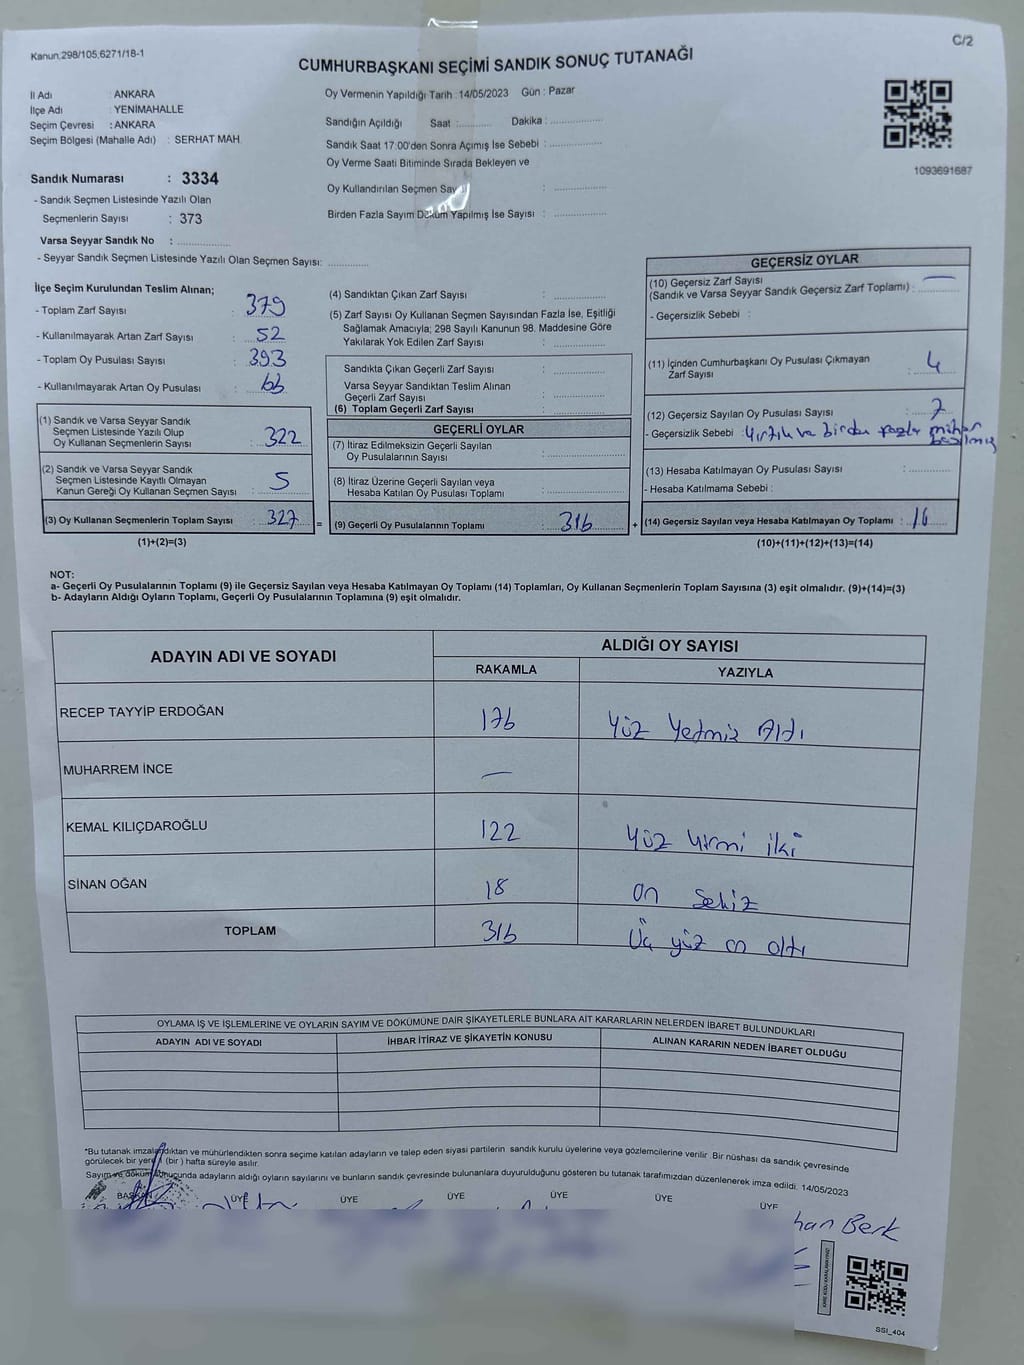 Kanun:298/105,6271/18-1
C/2
CUMHURBAŞKANI SEÇİMİ SANDIK SONUÇ TUTANAĞI
İl Adı : ANKARA
İlçe Adı : YENİMAHALLE
Seçim Çevresi : ANKARA
Seçim Bölgesi (Mahalle Adı) : SERHAT MAH.
Oy Vermenin Yapıldığı Tarih :14/05/2023 Gün : Pazar
Sandığın Açıldığı Saat : Dakika :
Sandık Saat 17:00'den Sonra Açılmış İse Sebebi :
Oy Verme Saati Bitiminde Sırada Bekleyen ve
Oy Kullandırılan Seçmen Say :
Birden Fazla Sayım Döküm Yapılmış İse Sayısı :
1093691687
Sandık Numarası : 3334
- Sandık Seçmen Listesinde Yazılı Olan
Seçmenlerin Sayısı : 373
Varsa Seyyar Sandık No :
- Seyyar Sandık Seçmen Listesinde Yazılı Olan Seçmen Sayısı:
İlçe Seçim Kurulundan Teslim Alınan;
- Toplam Zarf Sayısı : 379
- Kullanılmayarak Artan Zarf Sayısı : 52
- Toplam Oy Pusulası Sayısı : 393
- Kullanılmayarak Artan Oy Pusulası : 66
(1) Sandık ve Varsa Seyyar Sandık
Seçmen Listesinde Yazılı Olup
Oy Kullanan Seçmenlerin Sayısı : 322
(2) Sandık ve Varsa Seyyar Sandık
Seçmen Listesinde Kayıtlı Olmayan
Kanun Gereği Oy Kullanan Seçmen Sayısı : 5
(3) Oy Kullanan Seçmenlerin Toplam Sayısı : 327
(1)+(2)=(3)
(4) Sandıktan Çıkan Zarf Sayısı :
(5) Zarf Sayısı Oy Kullanan Seçmen Sayısından Fazla İse, Eşitliği
Sağlamak Amacıyla; 298 Sayılı Kanunun 98. Maddesine Göre
Yakılarak Yok Edilen Zarf Sayısı :
Sandıkta Çıkan Geçerli Zarf Sayısı :
Varsa Seyyar Sandıktan Teslim Alınan
Geçerli Zarf Sayısı :
(6) Toplam Geçerli Zarf Sayısı :
GEÇERLİ OYLAR
(7) İtiraz Edilmeksizin Geçerli Sayılan
Oy Pusulalarının Sayısı :
(8) İtiraz Üzerine Geçerli Sayılan veya
Hesaba Katılan Oy Pusulası Toplamı :
= (9) Geçerli Oy Pusulalarının Toplamı : 316 +
GEÇERSİZ OYLAR
(10) Geçersiz Zarf Sayısı
(Sandık ve Varsa Seyyar Sandık Geçersiz Zarf Toplamı) : —
- Geçersizlik Sebebi :
(11) İçinden Cumhurbaşkanı Oy Pusulası Çıkmayan
Zarf Sayısı : 4
(12) Geçersiz Sayılan Oy Pusulası Sayısı : 7
- Geçersizlik Sebebi : Yırtık ve birden fazla mühür
basılmış
(13) Hesaba Katılmayan Oy Pusulası Sayısı :
- Hesaba Katılmama Sebebi :
(14) Geçersiz Sayılan veya Hesaba Katılmayan Oy Toplamı : 16
(10)+(11)+(12)+(13)=(14)
NOT:
a- Geçerli Oy Pusulalarının Toplamı (9) ile Geçersiz Sayılan veya Hesaba Katılmayan Oy Toplamı (14) Toplamları, Oy Kullanan Seçmenlerin Toplam Sayısına (3) eşit olmalıdır. (9)+(14)=(3)
b- Adayların Aldığı Oyların Toplamı, Geçerli Oy Pusulalarının Toplamına (9) eşit olmalıdır.
ADAYIN ADI VE SOYADI ALDIĞI OY SAYISI
RAKAMLA YAZIYLA
RECEP TAYYİP ERDOĞAN 176 Yüz Yetmiş Altı
MUHARREM İNCE —
KEMAL KILIÇDAROĞLU 122 Yüz Yirmi iki
SİNAN OĞAN 18 on Sekiz
TOPLAM 316 Üç yüz on altı
OYLAMA İŞ VE İŞLEMLERİNE VE OYLARIN SAYIM VE DÖKÜMÜNE DAİR ŞİKAYETLERLE BUNLARA AİT KARARLARIN NELERDEN İBARET BULUNDUKLARI
ADAYIN ADI VE SOYADI İHBAR İTİRAZ VE ŞİKAYETİN KONUSU ALINAN KARARIN NEDEN İBARET OLDUĞU
*Bu tutanak imzalandıktan ve mühürlendikten sonra seçime katılan adayların ve talep eden siyasi partilerin sandık kurulu üyelerine veya gözlemcilerine verilir. Bir nüshası da sandık çevresinde
görülecek bir yere 1 (bir ) hafta süreyle asılır.
Sayım ve döküm sonucunda adayların aldığı oyların sayılarını ve bunların sandık çevresinde bulunanlara duyurulduğunu gösteren bu tutanak tarafımızdan düzenlenerek imza edildi. 14/05/2023
BAŞKAN ÜYE ÜYE ÜYE ÜYE ÜYE ÜYE
han Berk
SSI_404